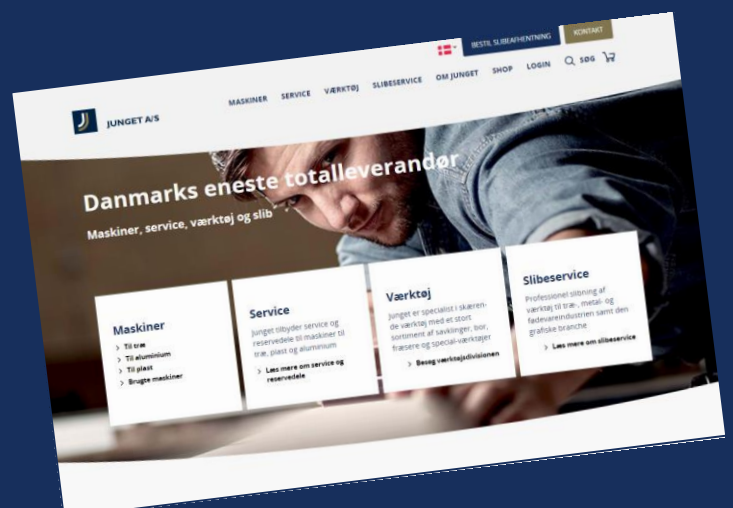 BESTIL SLIBEAFHENTNING
KONTAKT
JUNGET A/S
MASKINER SERVICE VÆRKTØJ SLIBESERVICE OM JUNGET SHOP LOGIN SØG
Danmarks eneste totalleverandør
Maskiner, service, værktøj og slib
Maskiner
Til træ
Til aluminium
Til plast
Brugte maskiner
Service
Junget tilbyder service og
reservedele til maskiner til
træ, plast og aluminium
Læs mere om service og
reservedele
Værktøj
Junget er specialist i skæren-
de værktøj med et stort
sortiment af savklinger, bor,
fræsere og special-værktøjer
Besøg værktøjsdivisionen
Slibeservice
Professionel slibning af
værktøj til træ-, metal- og
fødevareindustrien samt den
grafiske branche
Læs mere om slibeservice